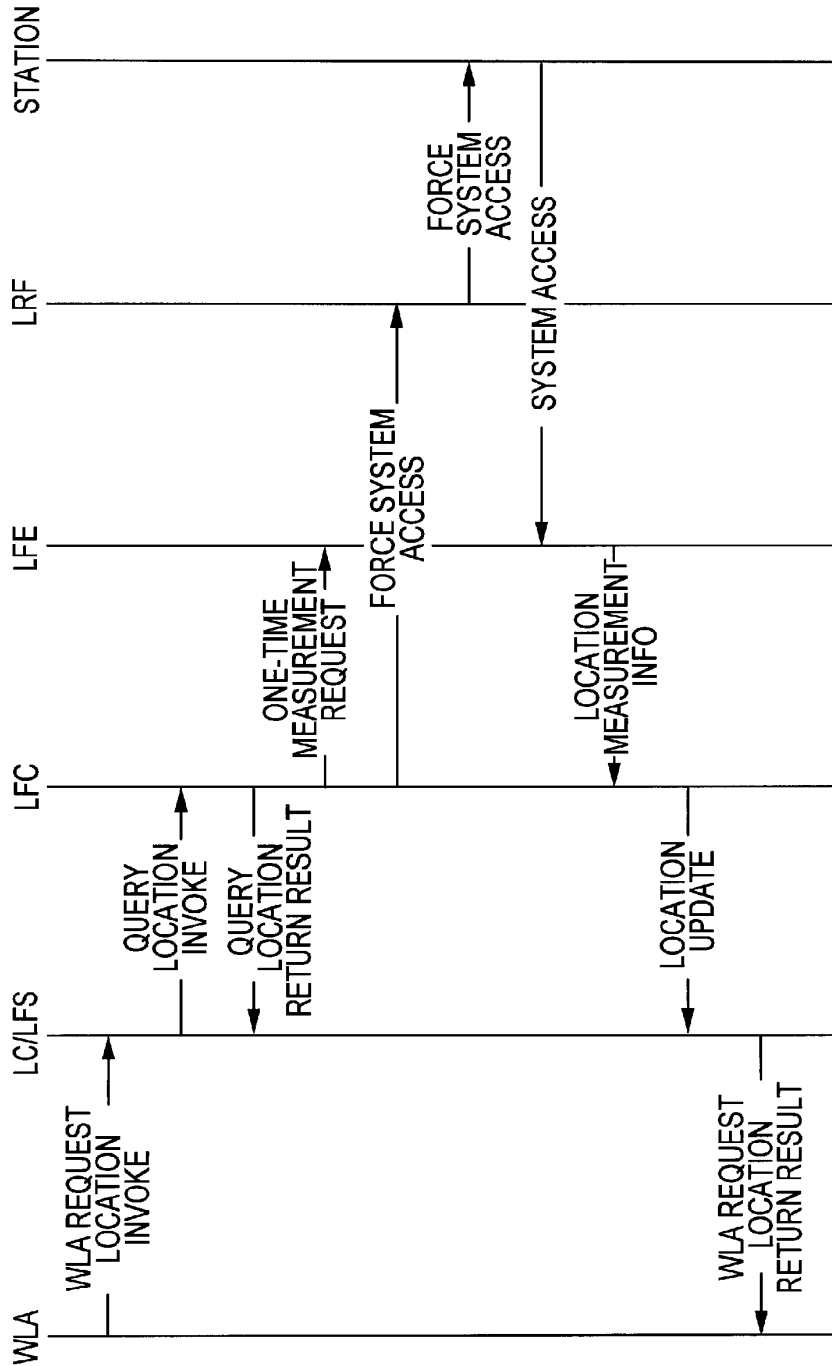 WLA
LC/LFS
LFC
LFE
LRF
STATION
WLA REQUEST
LOCATION
INVOKE
QUERY
LOCATION
INVOKE
QUERY
LOCATION
RETURN RESULT
ONE-TIME
MEASUREMENT
REQUEST
FORCE SYSTEM
ACCESS
FORCE
SYSTEM
ACCESS
SYSTEM ACCESS
LOCATION
MEASUREMENT
INFO
LOCATION
UPDATE
WLA REQUEST
LOCATION
RETURN RESULT